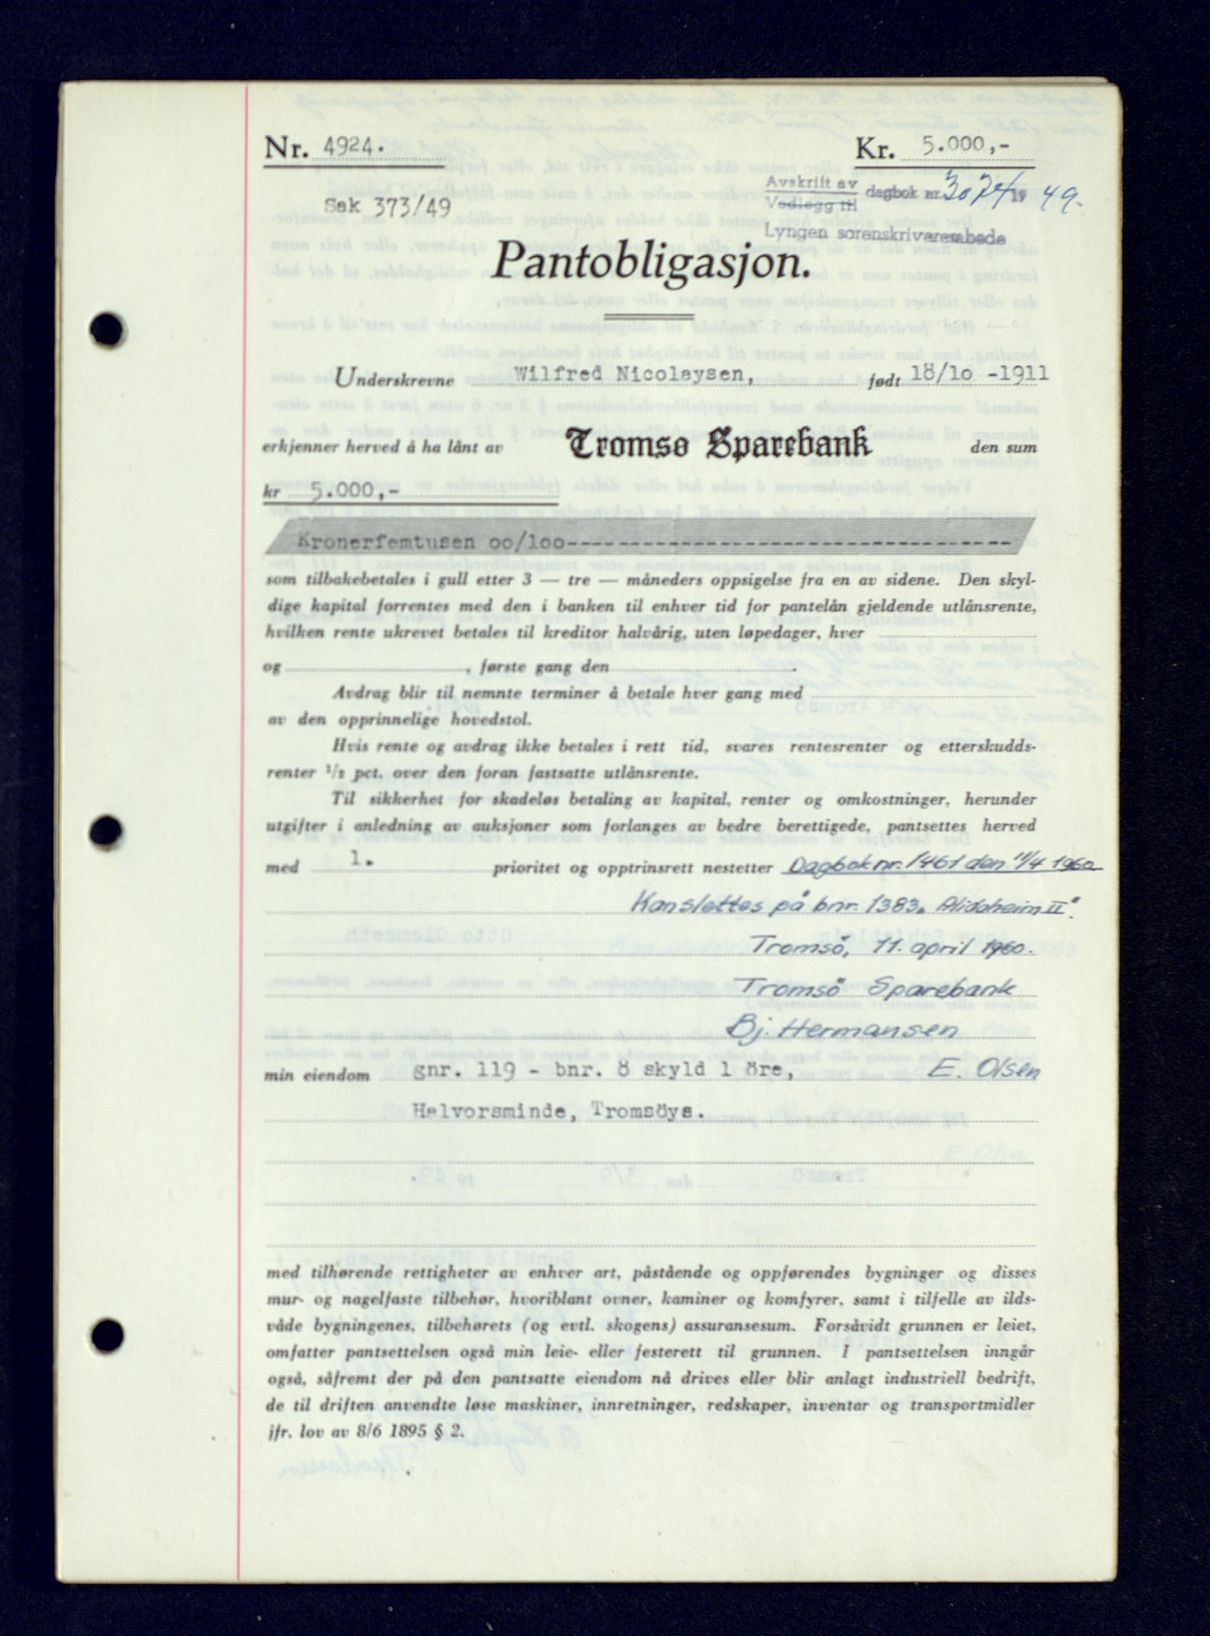 Nr. 4924.
Kr. 5.000,-
Sak 373/49
Avskrift av
Vedlegg til
dagbok nr. 3074 19 49.
Lyngen sorenskriverembede
Pantobligasjon.
Underskrevne Wilfred Nicolaysen, født 18/10 -1911
erkjenner herved å ha lånt av Tromsø Sparebank den sum
kr 5.000,-
Kronerfemtusen oo/1oo-----------------------------------
som tilbakebetales i gull etter 3 — tre — måneders oppsigelse fra en av sidene. Den skyl-
dige kapital forrentes med den i banken til enhver tid for pantelån gjeldende utlånsrente,
hvilken rente ukrevet betales til kreditor halvårig, uten løpedager, hver
og , første gang den .
Avdrag blir til nemnte terminer å betale hver gang med
av den opprinnelige hovedstol.
Hvis rente og avdrag ikke betales i rett tid, svares rentesrenter og etterskudds-
renter ½ pct. over den foran fastsatte utlånsrente.
Til sikkerhet for skadeløs betaling av kapital, renter og omkostninger, herunder
utgifter i anledning av auksjoner som forlanges av bedre berettigede, pantsettes herved
med 1. prioritet og opptrinsrett nestetter Dagbok nr. 1461 den 11/4 1960
Kanslettes på bnr. 1383 „Alidaheim II".
Tromsö, 11. april 1960.
Tromsö Sparebank
Bj. Hermansen
min eiendom gnr. 119 - bnr. 8 skyld 1 öre, E. Olsen
Halvorsminde, Tromsöya.
med tilhørende rettigheter av enhver art, påstående og oppførendes bygninger og disses
mur- og nagelfaste tilbehør, hvoriblant ovner, kaminer og komfyrer, samt i tilfelle av ilds-
våde bygningenes, tilbehørets (og evtl. skogens) assuransesum. Forsåvidt grunnen er leiet,
omfatter pantsettelsen også min leie- eller festerett til grunnen. I pantsettelsen inngår
også, såfremt der på den pantsatte eiendom nå drives eller blir anlagt industriell bedrift,
de til driften anvendte løse maskiner, innretninger, redskaper, inventar og transportmidler
jfr. lov av 8/6 1895 § 2.